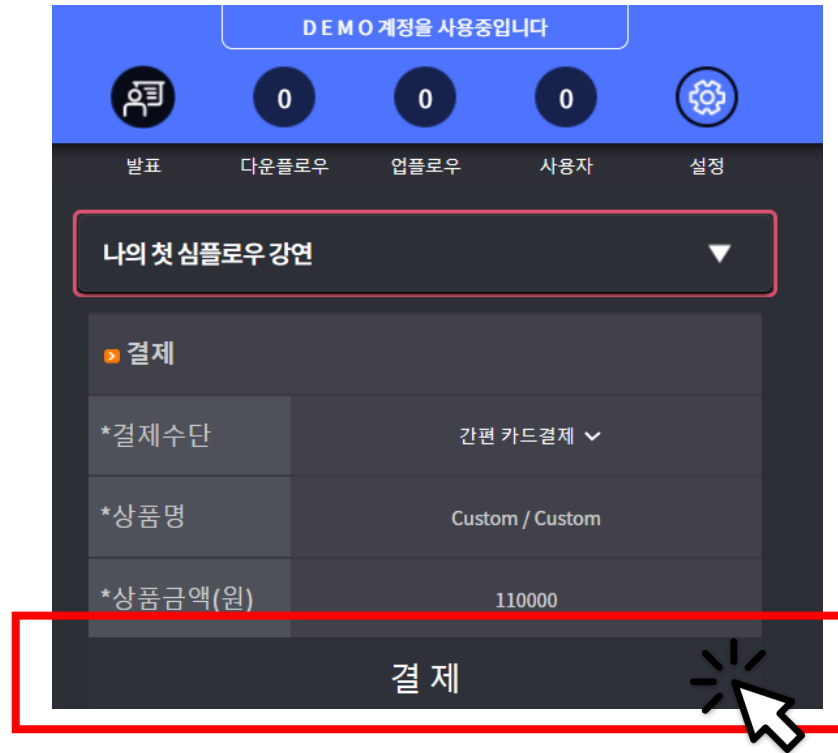 DEMO 계정을 사용중입니다
0 0 0
발표 다운플로우 업플로우 사용자 설정
나의 첫 심플로우 강연
결제
*결제수단 간편 카드결제
*상품명 Custom / Custom
*상품금액(원) 110000
결 제